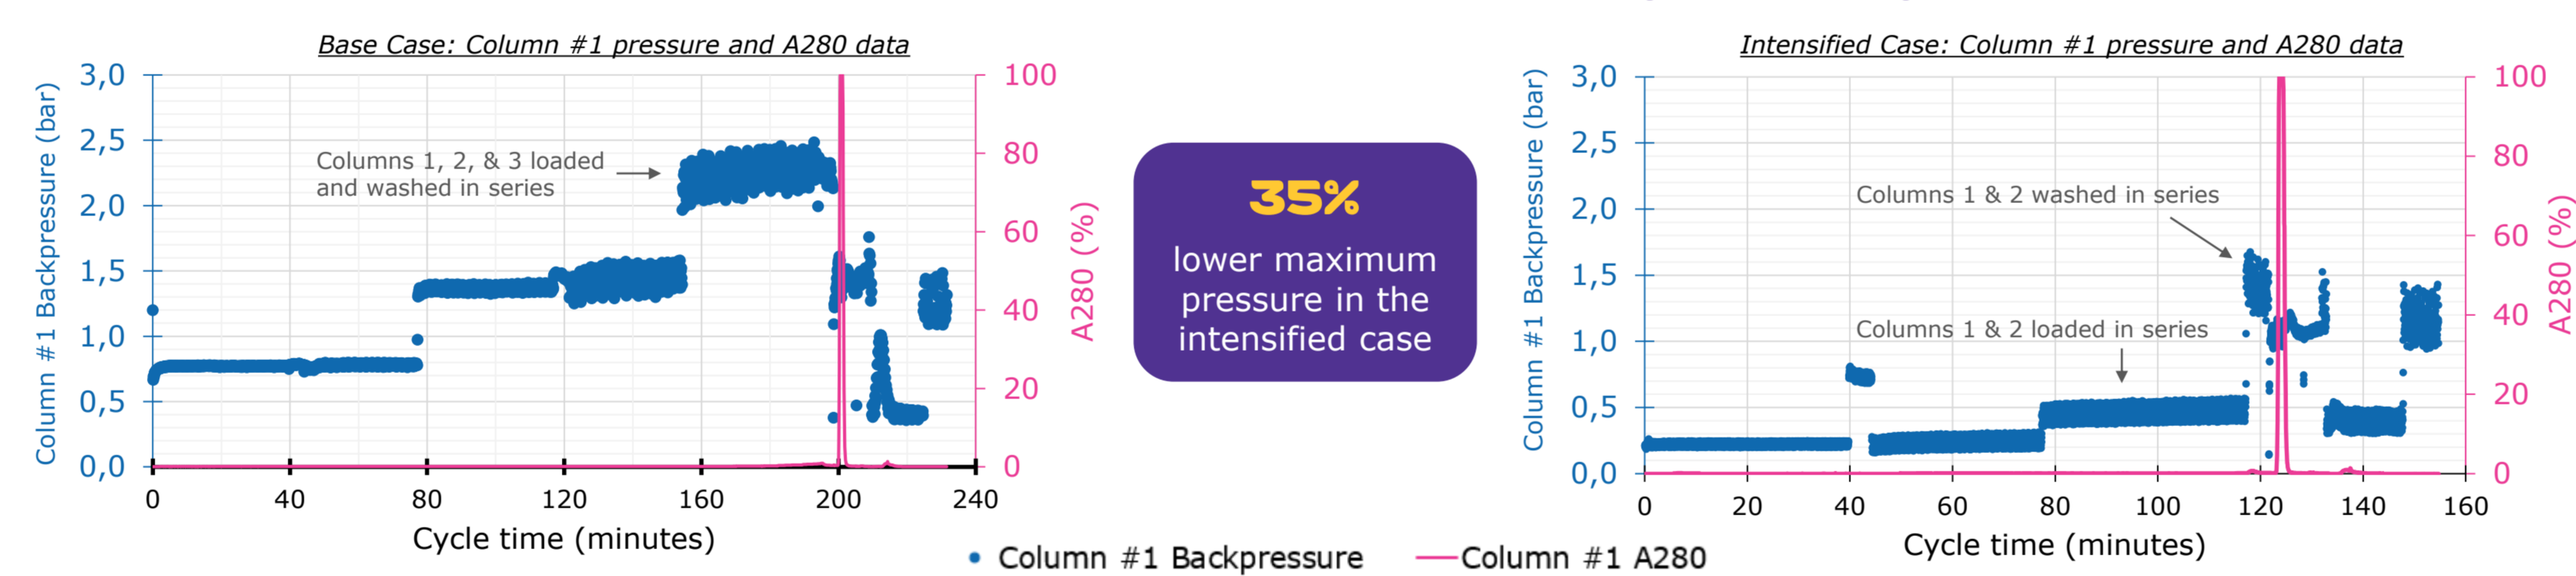 Base Case: Column #1 pressure and A280 data
Column #1 Backpressure (bar)
3,0
2,5
2,0
1,5
1,0
0,5
0,0
Columns 1, 2, & 3 loaded
and washed in series
100
80
60
40
20
0
A280 (%)
0 40 80 120 160 200 240
Cycle time (minutes)
35%
lower maximum
pressure in the
intensified case
Intensified Case: Column #1 pressure and A280 data
Column #1 Backpressure (bar)
3,0
2,5
2,0
1,5
1,0
0,5
0,0
Columns 1 & 2 washed in series
Columns 1 & 2 loaded in series
100
80
60
40
20
0
A280 (%)
0 20 40 60 80 100 120 140 160
Cycle time (minutes)
Column #1 Backpressure
Column #1 A280